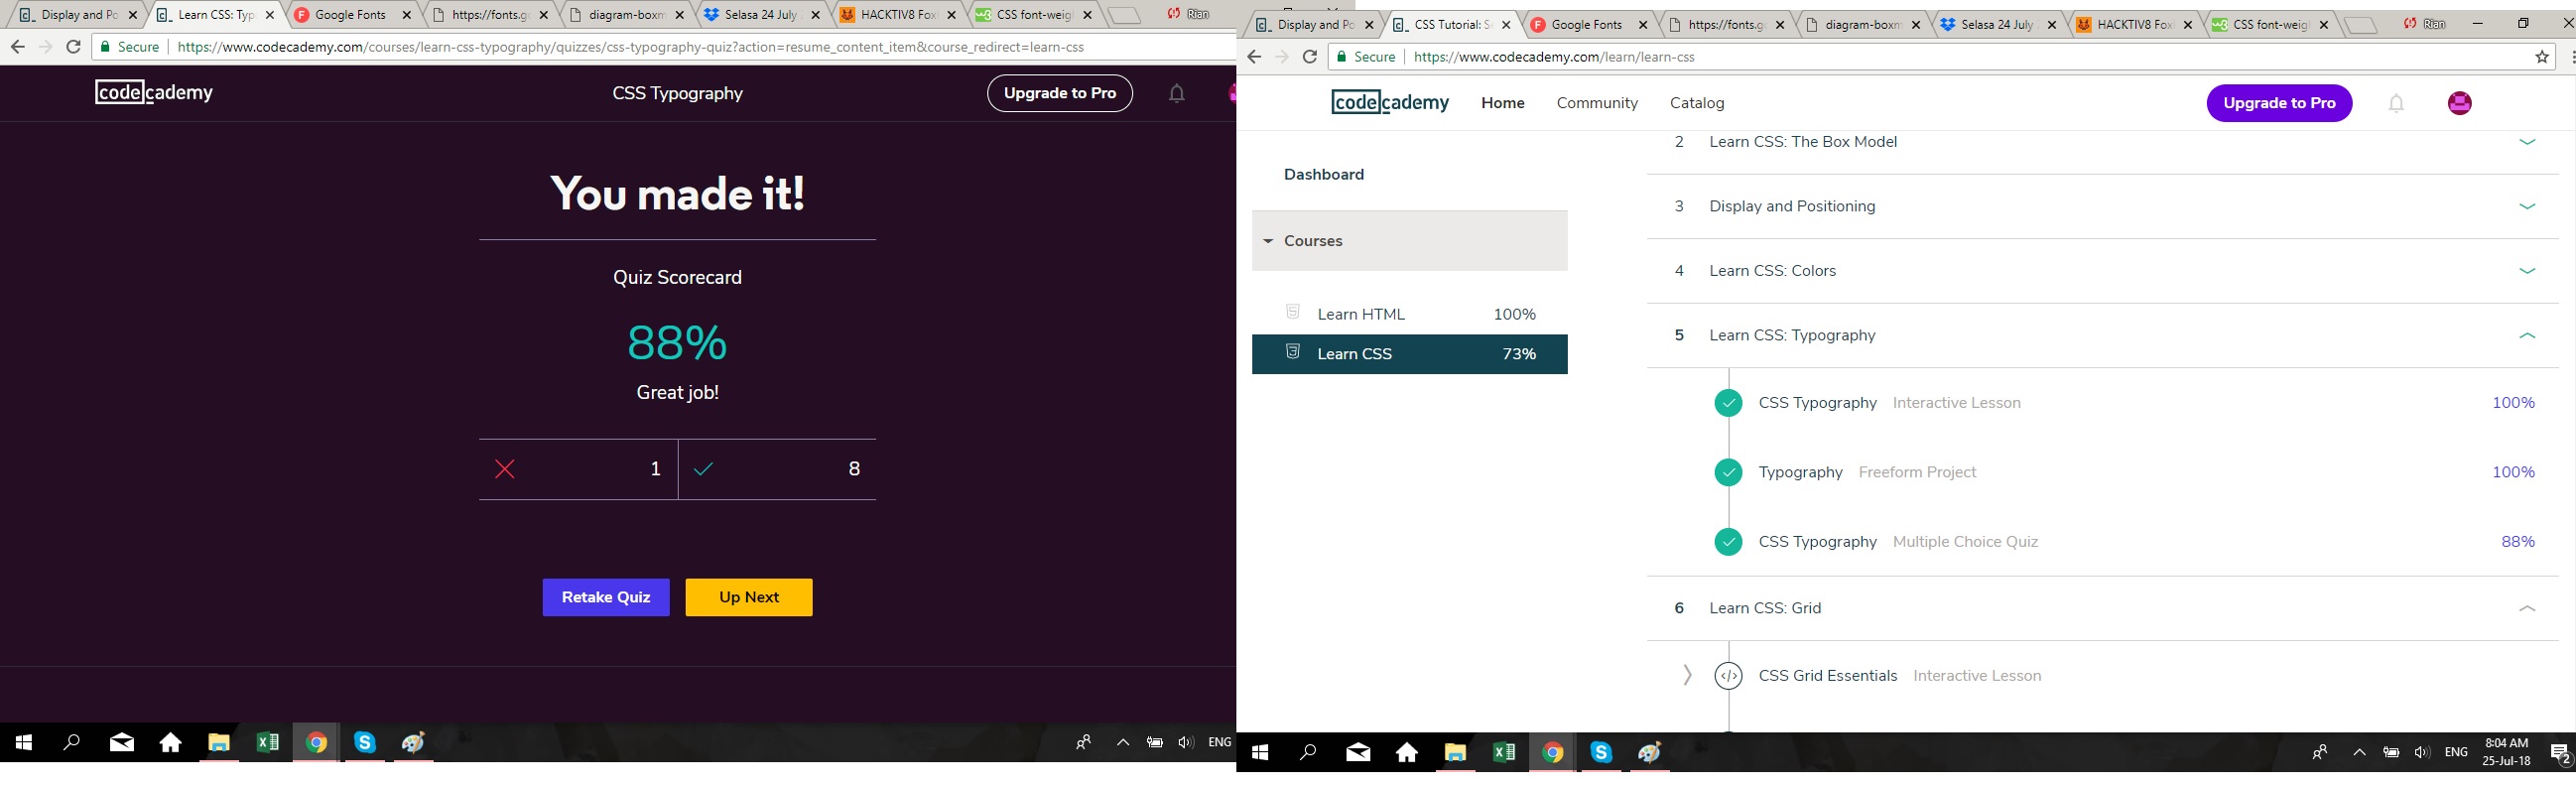 Display and Po
Learn CSS: Typ
Google Fonts
https://fonts.g
diagram-boxm
Selasa 24 July
HACKTIV8 Fox
CSS font-weig
Rian
Secure
https://www.codecademy.com/courses/learn-css-typography/quizzes/css-typography-quiz?action=resume_content_item&course_redirect=learn-css
codecademy
CSS Typography
Upgrade to Pro
You made it!
Quiz Scorecard
88%
Great job!
1
8
Retake Quiz
Up Next
ENG
Display and Po
CSS Tutorial: S
Google Fonts
https://fonts.g
diagram-boxm
Selasa 24 July
HACKTIV8 Fox
CSS font-weig
Rian
Secure
https://www.codecademy.com/learn/learn-css
codecademy
Home
Community
Catalog
Upgrade to Pro
Dashboard
Courses
Learn HTML 100%
Learn CSS 73%
2 Learn CSS: The Box Model
3 Display and Positioning
4 Learn CSS: Colors
5 Learn CSS: Typography
CSS Typography Interactive Lesson 100%
Typography Freeform Project 100%
CSS Typography Multiple Choice Quiz 88%
6 Learn CSS: Grid
CSS Grid Essentials Interactive Lesson
ENG
8:04 AM
25-Jul-18
2